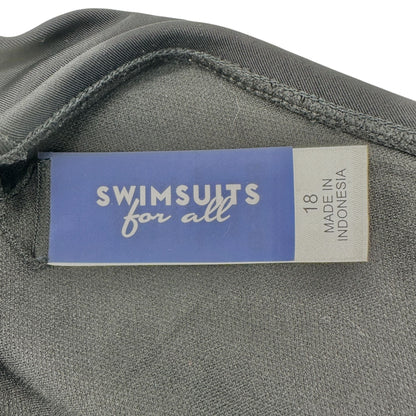 SWIMSUITS
for all
18
MADE IN
INDONESIA